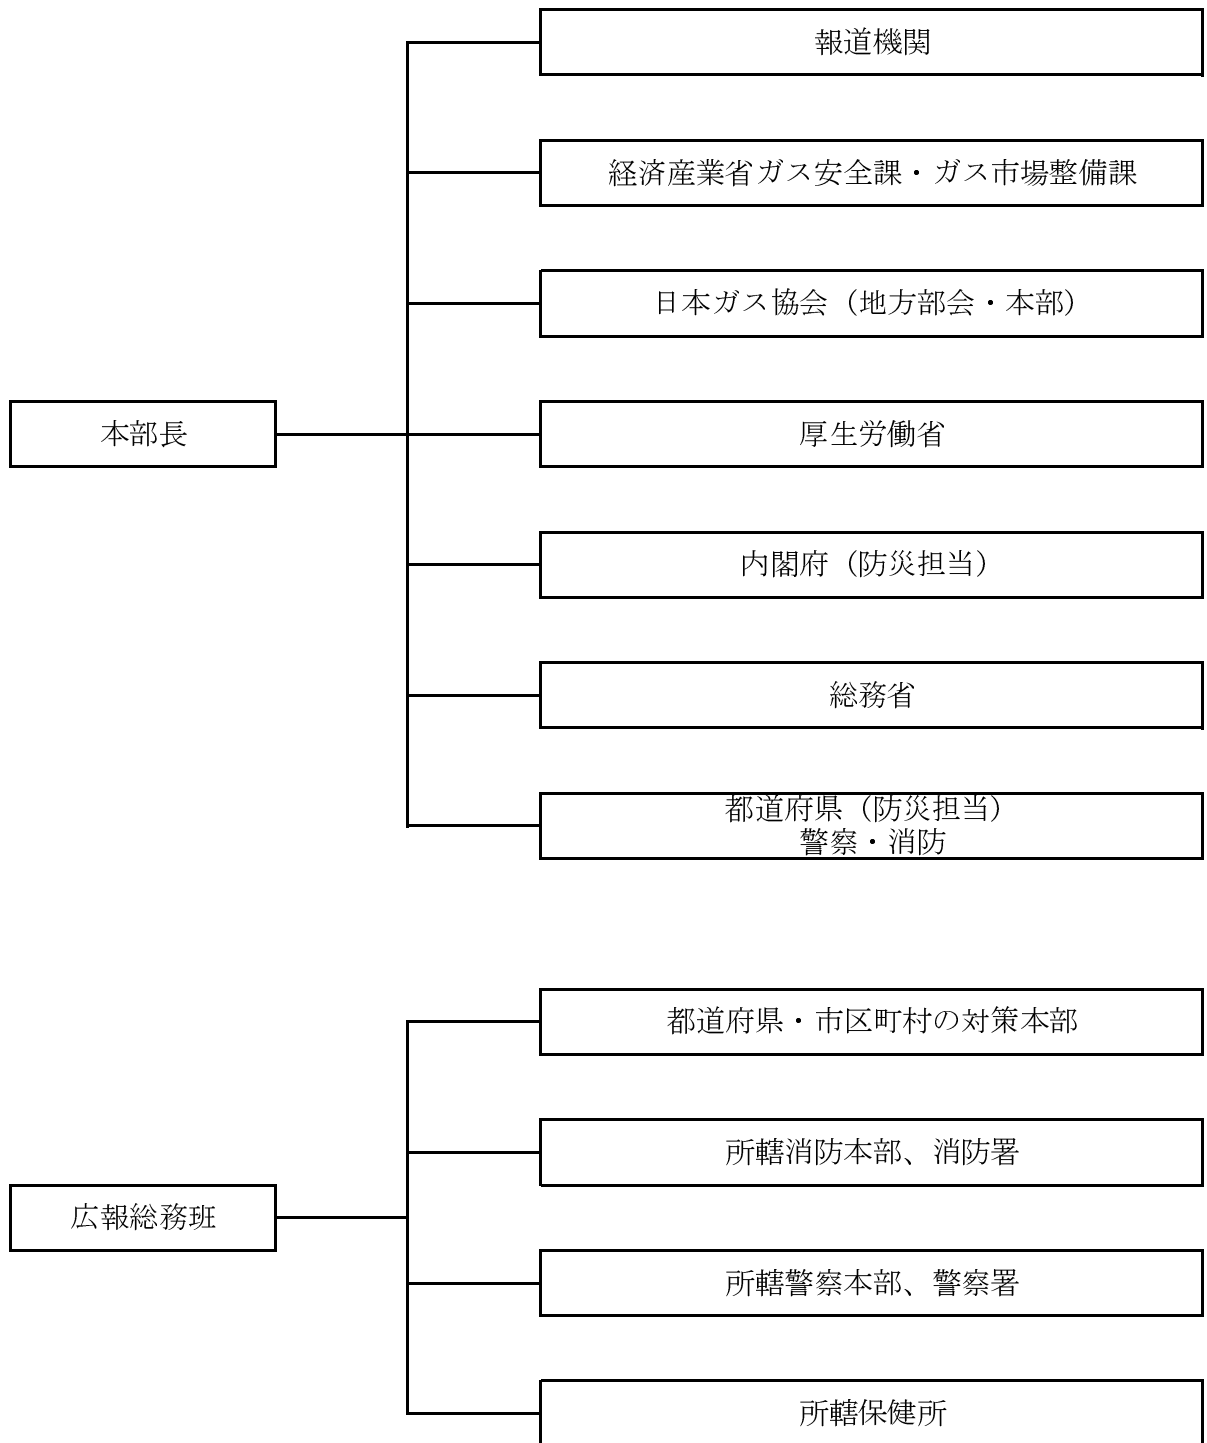 報道機関
経済産業省ガス安全課・ガス市場整備課
日本ガス協会（地方部会・本部）
本部長
厚生労働省
内閣府（防災担当）
総務省
都道府県（防災担当）
警察・消防
都道府県・市区町村の対策本部
所轄消防本部、消防署
広報総務班
所轄警察本部、警察署
所轄保健所